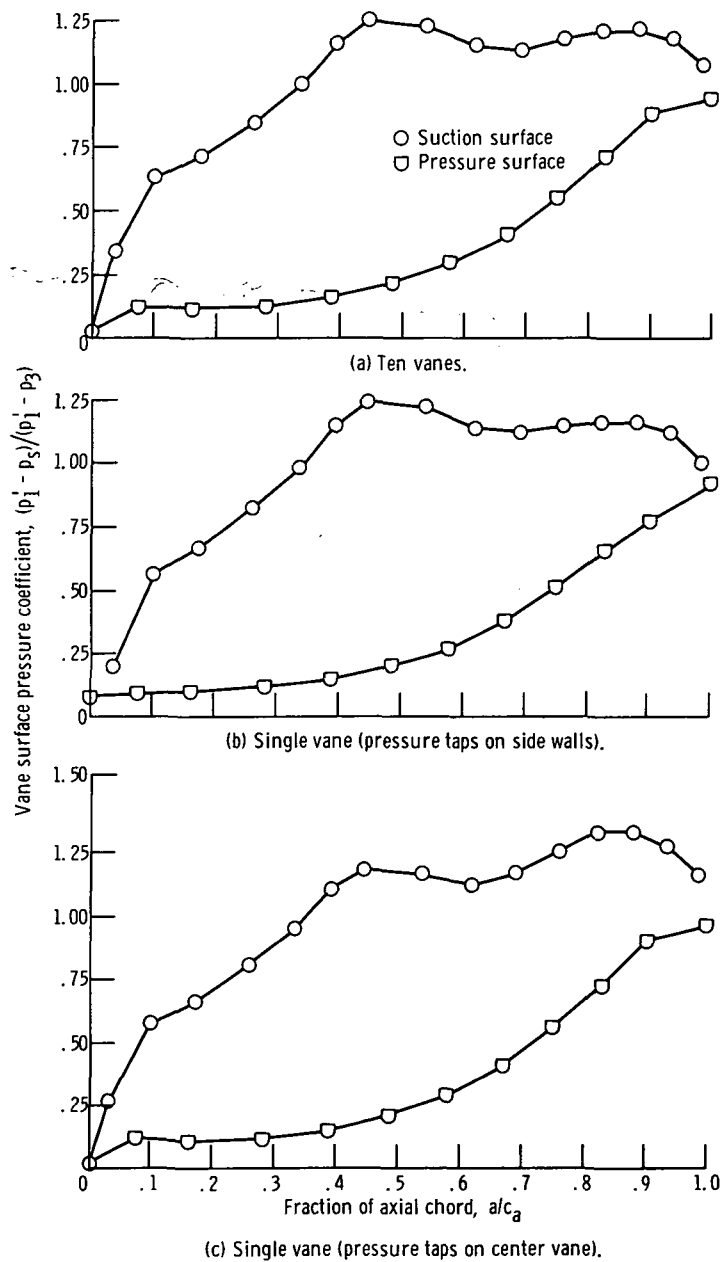 1.25
1.00
.75
.50
.25
0
Suction surface
Pressure surface
(a) Ten vanes.
1.25
1.00
.75
.50
.25
0
(b) Single vane (pressure taps on side walls).
Vane surface pressure coefficient, (p'1 - ps)/(p'1 - p3)
1.50
1.25
1.00
.75
.50
.25
0 .1 .2 .3 .4 .5 .6 .7 .8 .9 1.0
Fraction of axial chord, a/ca
(c) Single vane (pressure taps on center vane).